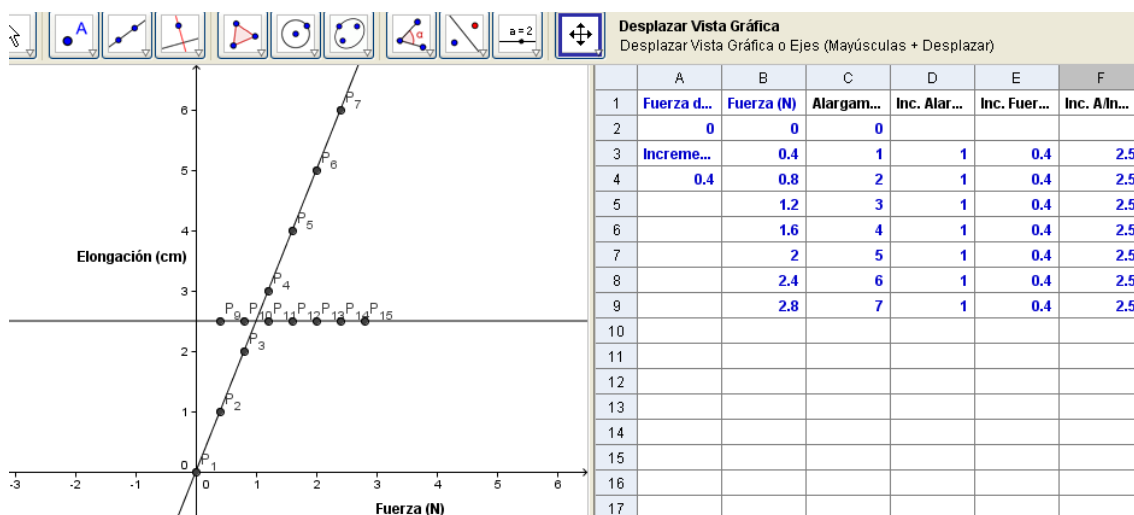 A
α
a = 2
Desplazar Vista Gráfica
Desplazar Vista Gráfica o Ejes (Mayúsculas + Desplazar)
6
5
4
3
2
1
0
Elongación (cm)
-3 -2 -1 0 1 2 3 4 5 6
Fuerza (N)
P7
P6
P5
P4
P9 P10 P11 P12 P13 P14 P15
P3
P2
P1
A B C D E F
1 Fuerza d... Fuerza (N) Alargam... Inc. Alar... Inc. Fuer... Inc. A/In...
2 0 0 0
3 Increme... 0.4 1 1 0.4 2.5
4 0.4 0.8 2 1 0.4 2.5
5 1.2 3 1 0.4 2.5
6 1.6 4 1 0.4 2.5
7 2 5 1 0.4 2.5
8 2.4 6 1 0.4 2.5
9 2.8 7 1 0.4 2.5
10
11
12
13
14
15
16
17